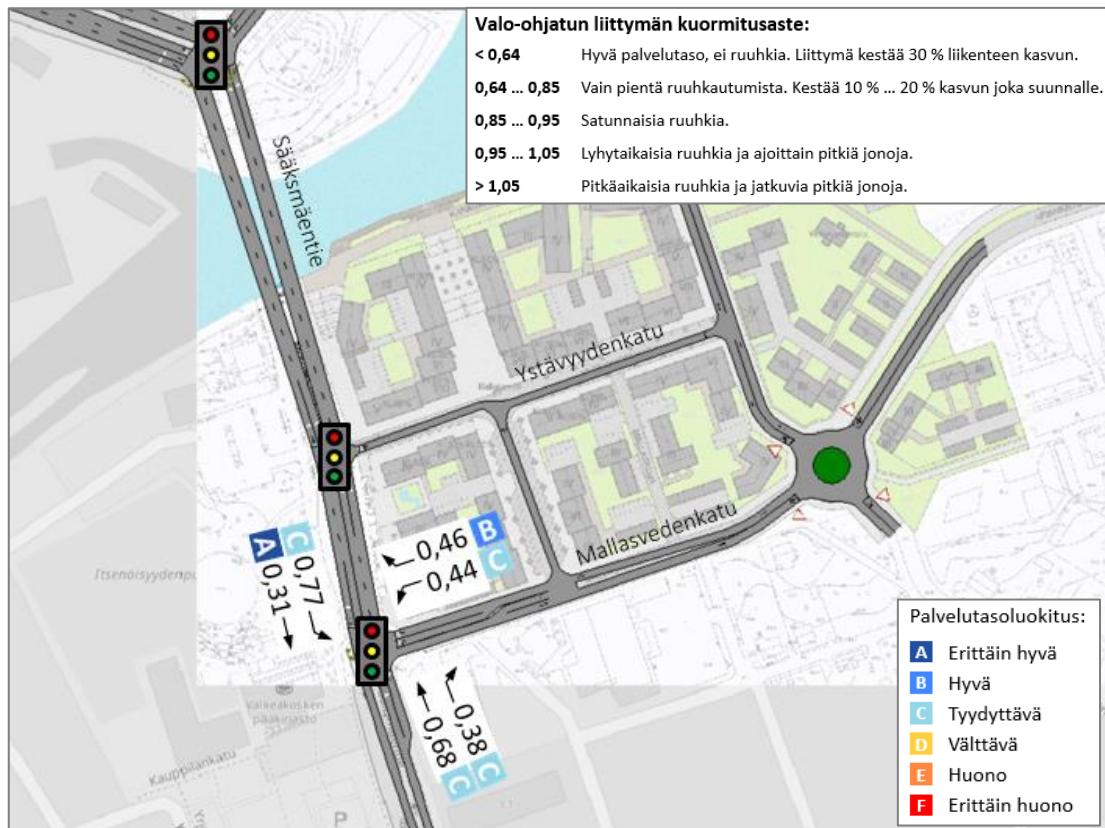 Valo-ohjatun liittymän kuormitusaste:
< 0,64 Hyvä palvelutaso, ei ruuhkia. Liittymä kestää 30 % liikenteen kasvun.
0,64 ... 0,85 Vain pientä ruuhkautumista. Kestää 10 % ... 20 % kasvun joka suunnalle.
0,85 ... 0,95 Satunnaisia ruuhkia.
0,95 ... 1,05 Lyhytaikaisia ruuhkia ja ajoittain pitkiä jonoja.
> 1,05 Pitkäaikaisia ruuhkia ja jatkuvia pitkiä jonoja.
Sääksmäentie
Ystävyydenkatu
Mallasvedenkatu
A 0,31
C 0,77
0,46 B
0,44 C
0,68 C
0,38 C
Itsenäisyydenpu
Valkeakosken
pääkirjasto
Kauppilankatu
P
Palvelutasoluokitus:
A Erittäin hyvä
B Hyvä
C Tyydyttävä
D Välttävä
E Huono
F Erittäin huono